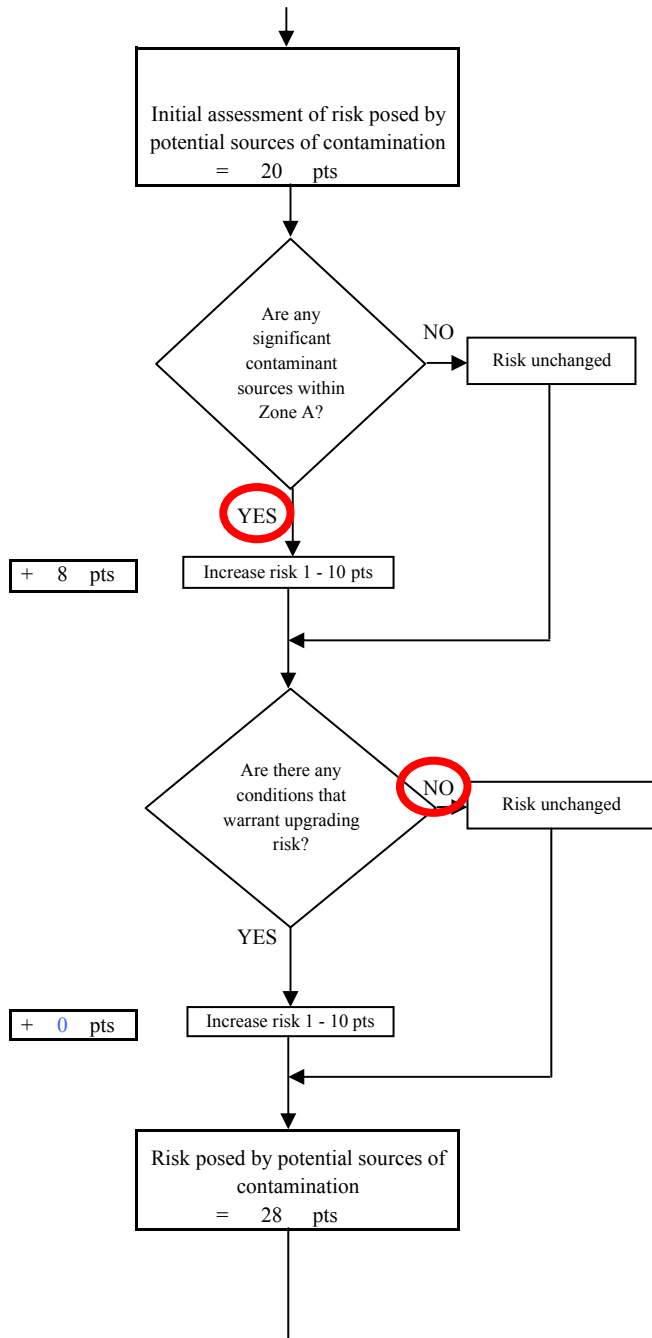 Initial assessment of risk posed by
potential sources of contamination
= 20 pts
Are any
significant
contaminant
sources within
Zone A?
NO
Risk unchanged
YES
+ 8 pts
Increase risk 1 - 10 pts
Are there any
conditions that
warrant upgrading
risk?
NO
Risk unchanged
YES
+ 0 pts
Increase risk 1 - 10 pts
Risk posed by potential sources of
contamination
= 28 pts